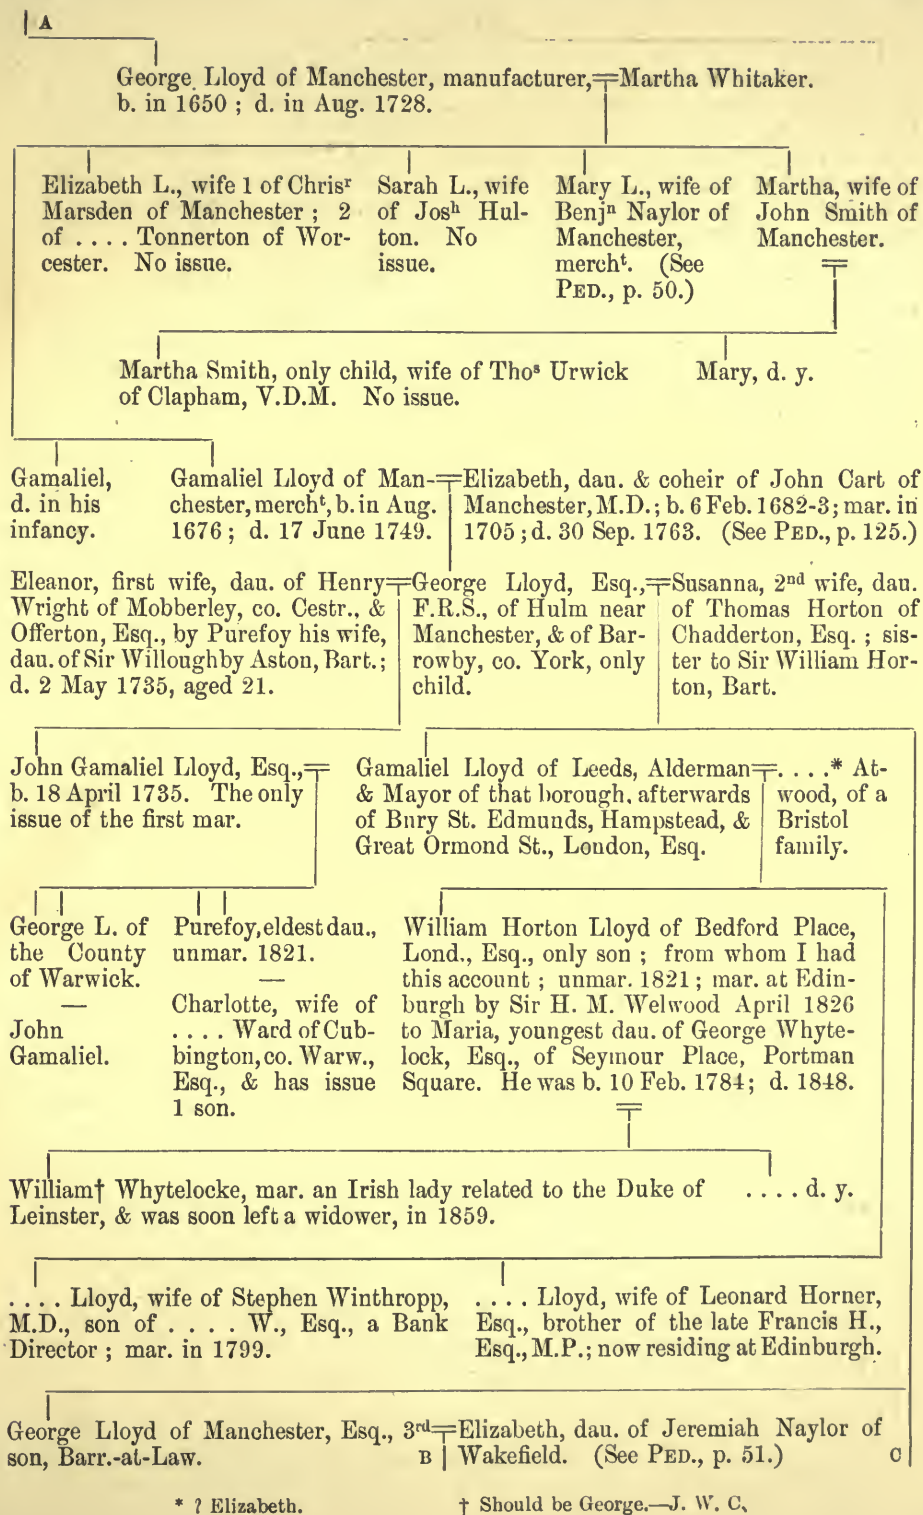 A
George Lloyd of Manchester, manufacturer,=Martha Whitaker.
b. in 1650 ; d. in Aug. 1728.
Elizabeth L., wife 1 of Chrisʳ
Marsden of Manchester ; 2
of . . . . Tonnerton of Wor-
cester. No issue.
Sarah L., wife
of Josʰ Hul-
ton. No
issue.
Mary L., wife of
Benjⁿ Naylor of
Manchester,
merchᵗ. (See
PED., p. 50.)
Martha, wife of
John Smith of
Manchester.
Martha Smith, only child, wife of Thoˢ Urwick
of Clapham, V.D.M. No issue.
Mary, d. y.
Gamaliel,
d. in his
infancy.
Gamaliel Lloyd of Man-
chester, merchᵗ, b. in Aug.
1676 ; d. 17 June 1749.
=Elizabeth, dau. & coheir of John Cart of
Manchester, M.D. ; b. 6 Feb. 1682-3 ; mar. in
1705 ; d. 30 Sep. 1763. (See PED., p. 125.)
Eleanor, first wife, dau. of Henry
Wright of Mobberley, co. Cestr., &
Offerton, Esq., by Purefoy his wife,
dau. of Sir Willoughby Aston, Bart. ;
d. 2 May 1735, aged 21.
=George Lloyd, Esq.,
F.R.S., of Hulm near
Manchester, & of Bar-
rowby, co. York, only
child.
=Susanna, 2ⁿᵈ wife, dau.
of Thomas Horton of
Chadderton, Esq. ; sis-
ter to Sir William Hor-
ton, Bart.
John Gamaliel Lloyd, Esq.,=
b. 18 April 1735. The only
issue of the first mar.
Gamaliel Lloyd of Leeds, Alderman
& Mayor of that borough, afterwards
of Bury St. Edmunds, Hampstead, &
Great Ormond St., London, Esq.
=. . . .* At-
wood, of a
Bristol
family.
George L. of
the County
of Warwick.
—
John
Gamaliel.
Purefoy, eldest dau.,
unmar. 1821.
—
Charlotte, wife of
. . . . Ward of Cub-
bington, co. Warw.,
Esq., & has issue
1 son.
William Horton Lloyd of Bedford Place,
Lond., Esq., only son ; from whom I had
this account ; unmar. 1821 ; mar. at Edin-
burgh by Sir H. M. Welwood April 1826
to Maria, youngest dau. of George Whyte-
lock, Esq., of Seymour Place, Portman
Square. He was b. 10 Feb. 1784 ; d. 1848.
William† Whytelocke, mar. an Irish lady related to the Duke of
Leinster, & was soon left a widower, in 1859.
. . . . d. y.
. . . . Lloyd, wife of Stephen Winthropp,
M.D., son of . . . . W., Esq., a Bank
Director ; mar. in 1799.
. . . . Lloyd, wife of Leonard Horner,
Esq., brother of the late Francis H.,
Esq., M.P. ; now residing at Edinburgh.
George Lloyd of Manchester, Esq., 3ʳᵈ
son, Barr.-at-Law.
=Elizabeth, dau. of Jeremiah Naylor of
B | Wakefield. (See PED., p. 51.) C
* ? Elizabeth.
† Should be George.—J. W. C.